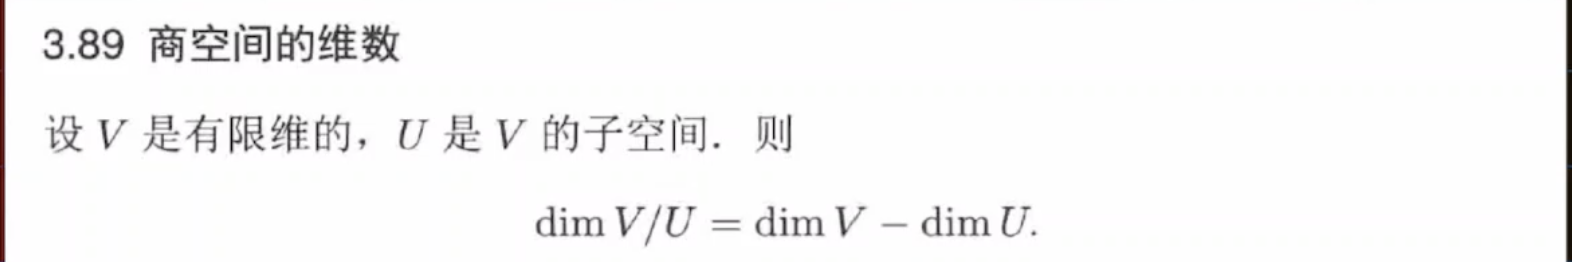 3.89 商空间的维数
设 V 是有限维的，U 是 V 的子空间．则
dim V/U = dim V − dim U.